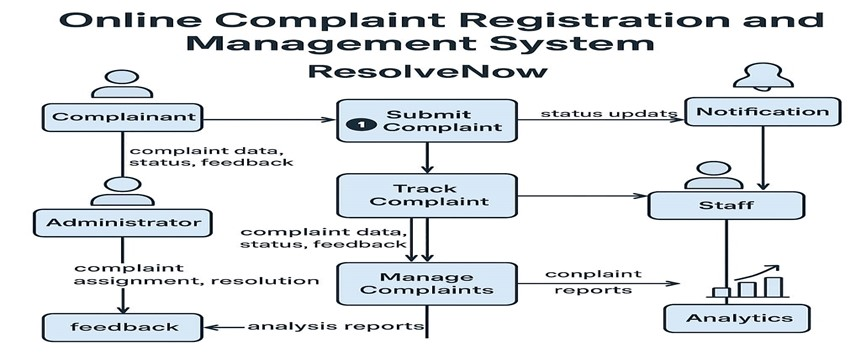 Online Complaint Registration and
Management System
ResolveNow
Complainant
1 Submit
Complaint
status updats
Notification
complaint data,
status, feedback
Track
Complaint
Staff
Administrator
complaint data,
status, feedback
complaint
assignment, resolution
Manage
Complaints
conplaint
reports
Analytics
feedback
analysis reports